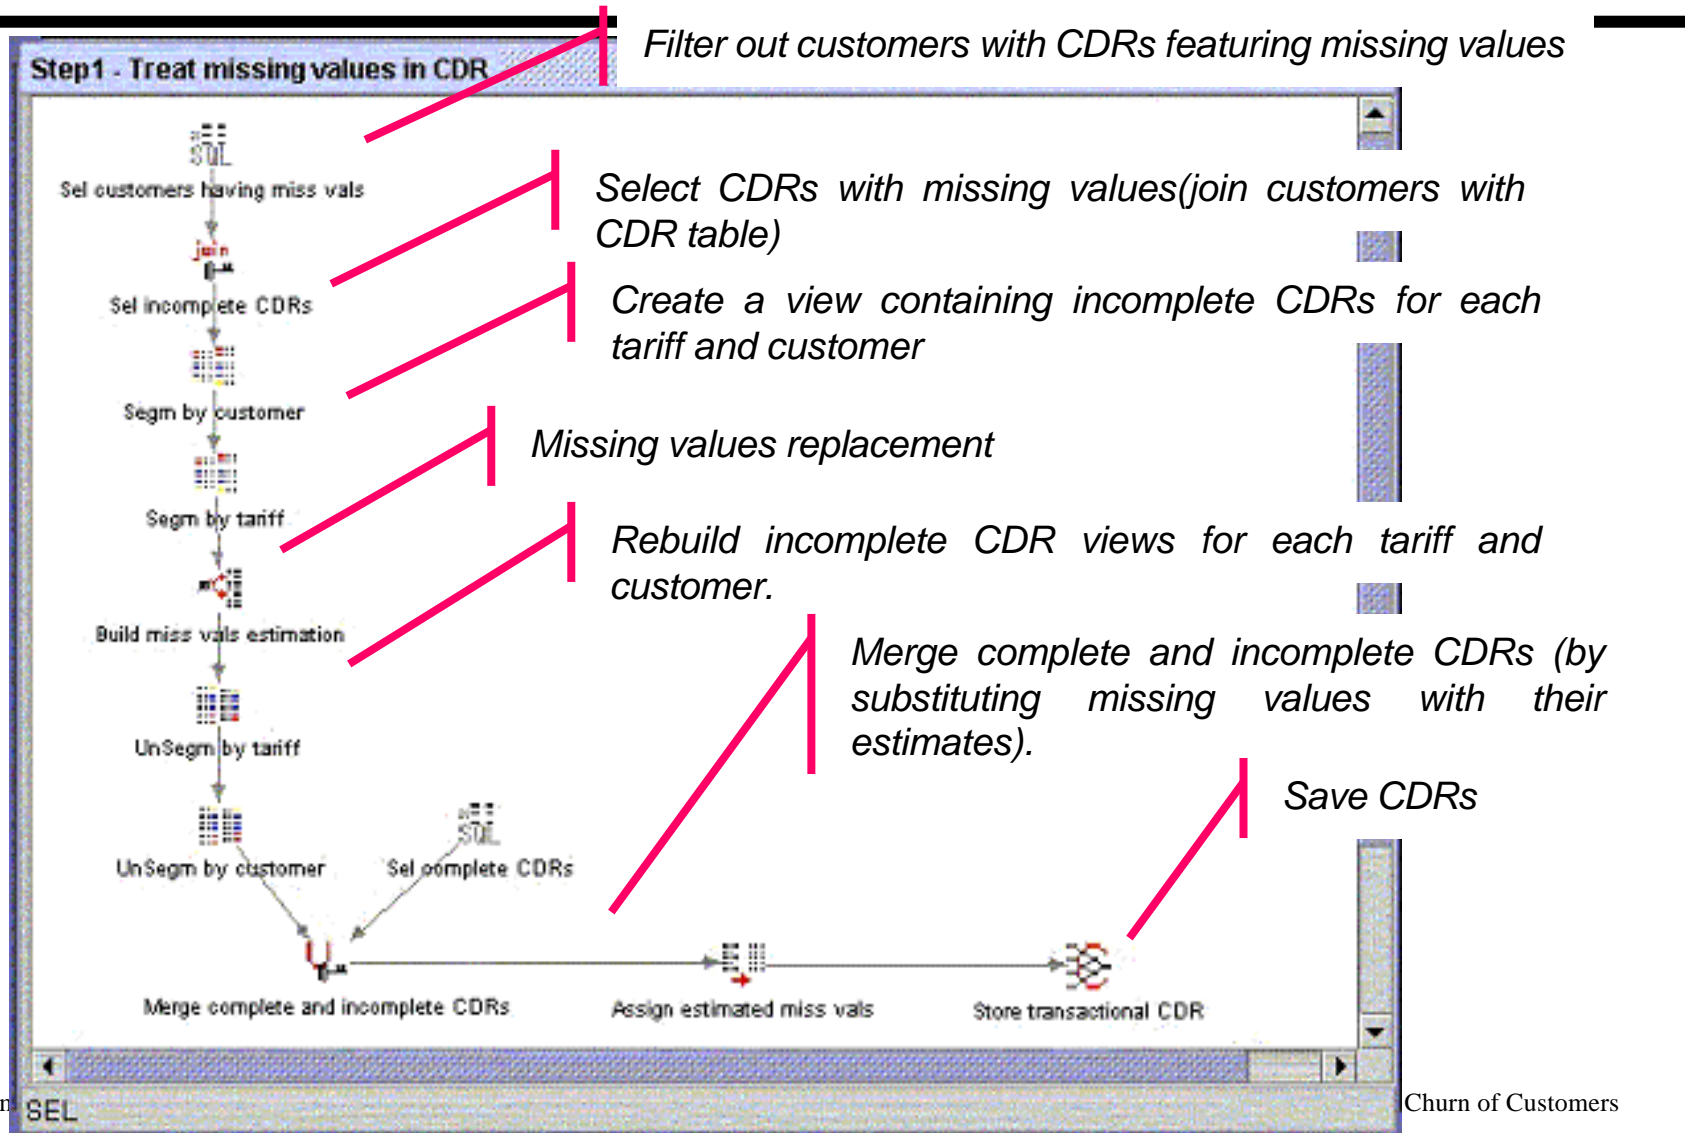 Filter out customers with CDRs featuring missing values
Step1 - Treat missing values in CDR
SQL
Sel customers having miss vals
Select CDRs with missing values(join customers with
CDR table)
join
Sel incomplete CDRs
Create a view containing incomplete CDRs for each
tariff and customer
Segm by customer
Missing values replacement
Segm by tariff
Rebuild incomplete CDR views for each tariff and
customer.
Build miss vals estimation
Merge complete and incomplete CDRs (by
substituting missing values with their
estimates).
UnSegm by tariff
Save CDRs
SQL
UnSegm by customer
Sel complete CDRs
Merge complete and incomplete CDRs
Assign estimated miss vals
Store transactional CDR
SEL
Churn of Customers